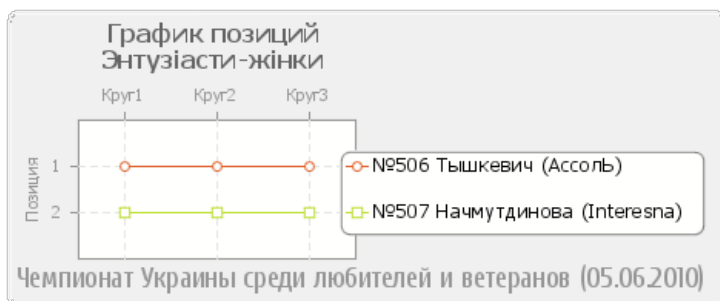 График позиций
Энтузіасти-жінки
Круг1 Круг2 Круг3
Позиция
1
2
№506 Тышкевич (АссолЬ)
№507 Начмутдинова (Interesna)
Чемпионат Украины среди любителей и ветеранов (05.06.2010)